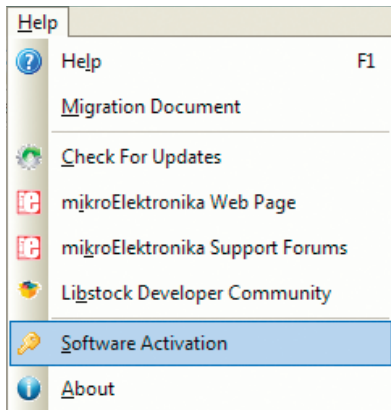 Help
Help F1
Migration Document
Check For Updates
mikroElektronika Web Page
mikroElektronika Support Forums
Libstock Developer Community
Software Activation
About